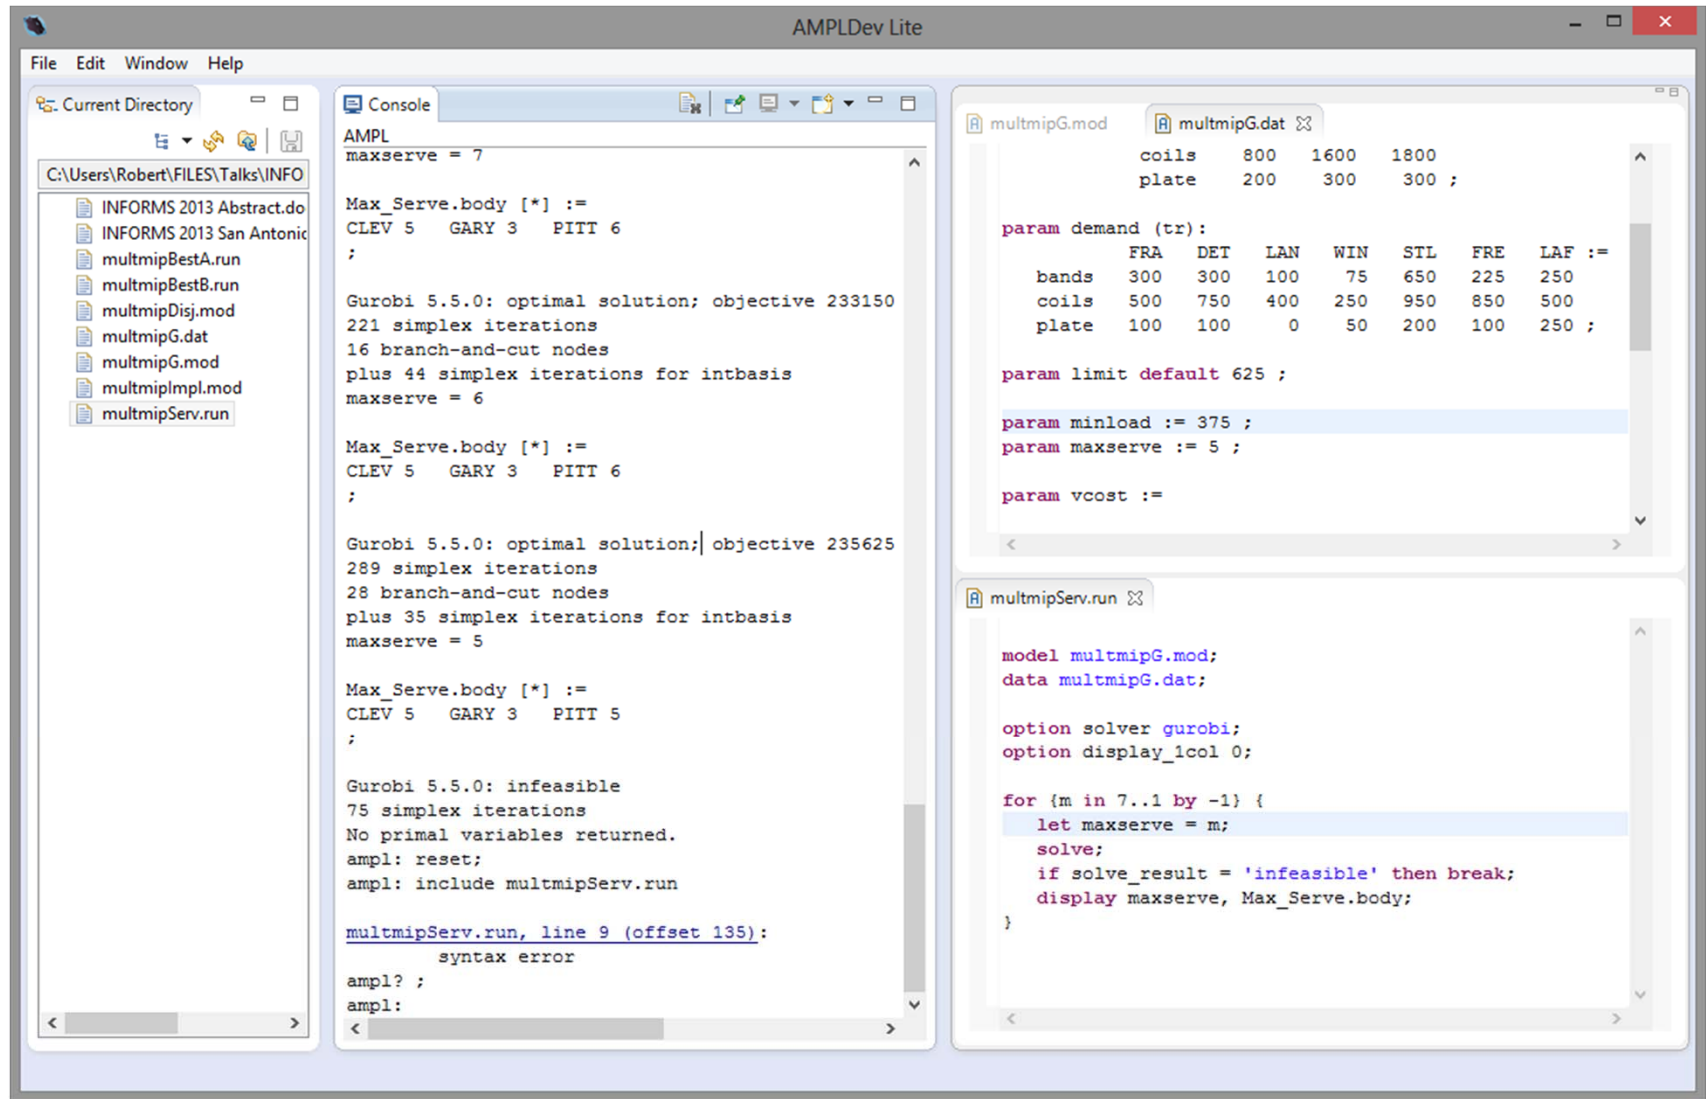 AMPLDev Lite
File Edit Window Help
Current Directory
C:\Users\Robert\FILES\Talks\INFO
INFORMS 2013 Abstract.do
INFORMS 2013 San Antonic
multmipBestA.run
multmipBestB.run
multmipDisj.mod
multmipG.dat
multmipG.mod
multmipImpl.mod
multmipServ.run
Console
AMPL
maxserve = 7
Max_Serve.body [*] :=
CLEV 5 GARY 3 PITT 6
;
Gurobi 5.5.0: optimal solution; objective 233150
221 simplex iterations
16 branch-and-cut nodes
plus 44 simplex iterations for intbasis
maxserve = 6
Max_Serve.body [*] :=
CLEV 5 GARY 3 PITT 6
;
Gurobi 5.5.0: optimal solution; objective 235625
289 simplex iterations
28 branch-and-cut nodes
plus 35 simplex iterations for intbasis
maxserve = 5
Max_Serve.body [*] :=
CLEV 5 GARY 3 PITT 5
;
Gurobi 5.5.0: infeasible
75 simplex iterations
No primal variables returned.
ampl: reset;
ampl: include multmipServ.run
multmipServ.run, line 9 (offset 135):
syntax error
ampl? ;
ampl:
multmipG.mod multmipG.dat
coils 800 1600 1800
plate 200 300 300 ;
param demand (tr):
FRA DET LAN WIN STL FRE LAF :=
bands 300 300 100 75 650 225 250
coils 500 750 400 250 950 850 500
plate 100 100 0 50 200 100 250 ;
param limit default 625 ;
param minload := 375 ;
param maxserve := 5 ;
param vcost :=
multmipServ.run
model multmipG.mod;
data multmipG.dat;
option solver gurobi;
option display_1col 0;
for {m in 7..1 by -1} {
let maxserve = m;
solve;
if solve_result = 'infeasible' then break;
display maxserve, Max_Serve.body;
}